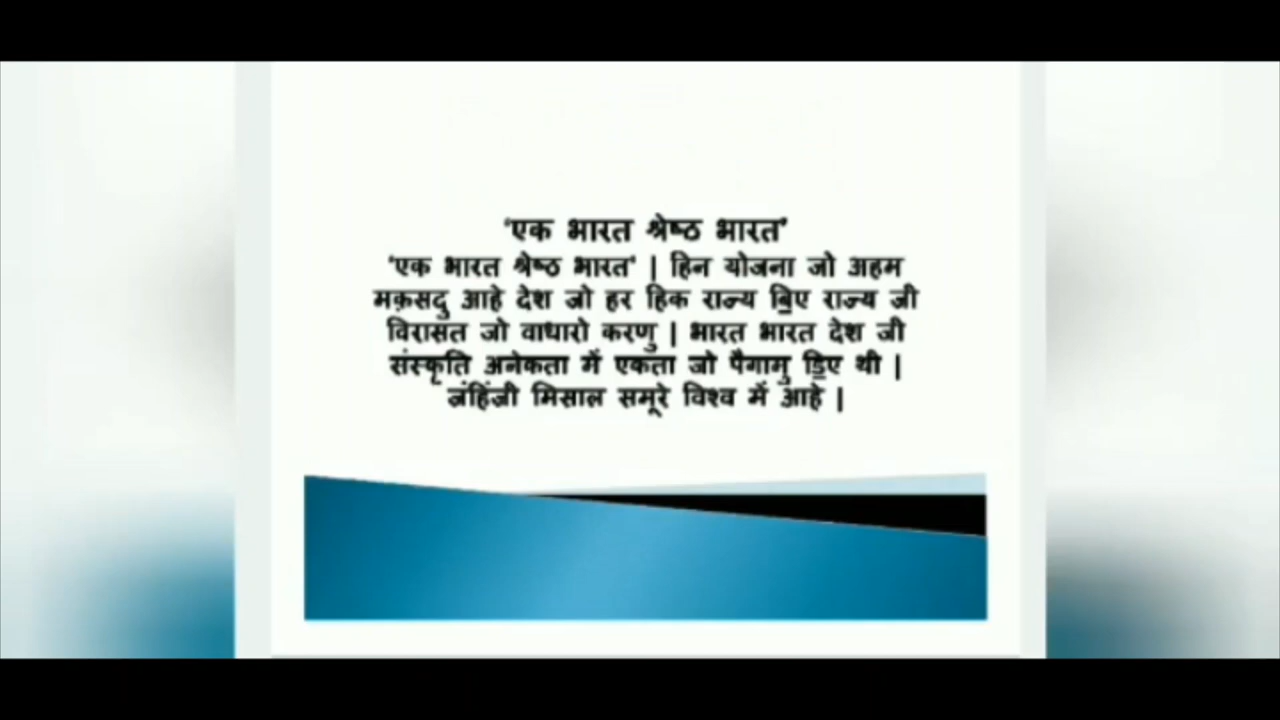 'एक भारत श्रेष्ठ भारत'
'एक भारत श्रेष्ठ भारत' | हिन योजना जो अहम
मक़सदु आहे देश जो हर हिक राज्य ॿिए राज्य जी
विरासत जो वाधारो करणु | भारत भारत देश जी
संस्कृति अनेकता में एकता जो पैगामु ॾिए थी |
जंहिंजी मिसाल समूरे विश्व में आहे |